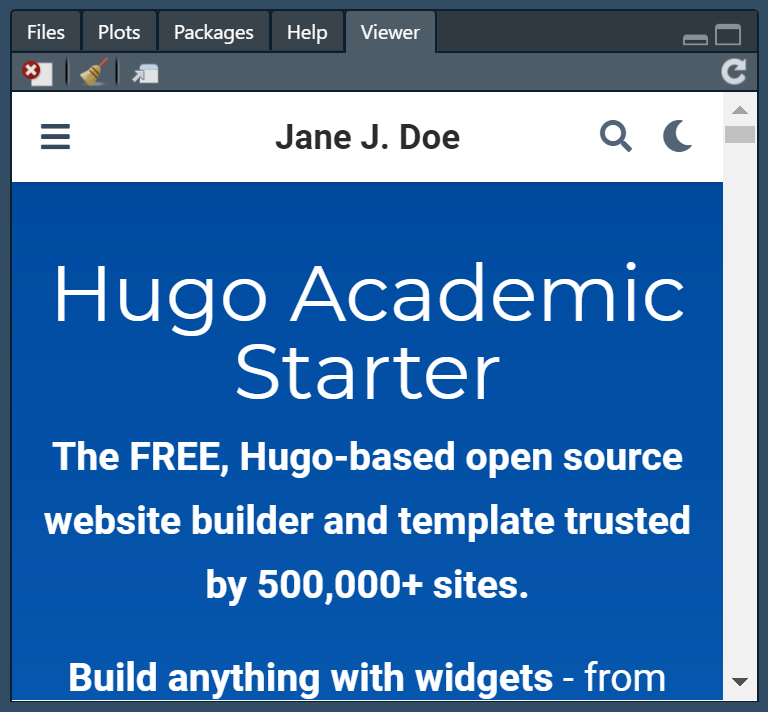 Files Plots Packages Help Viewer
Jane J. Doe
Hugo Academic
Starter
The FREE, Hugo-based open source
website builder and template trusted
by 500,000+ sites.
Build anything with widgets - from